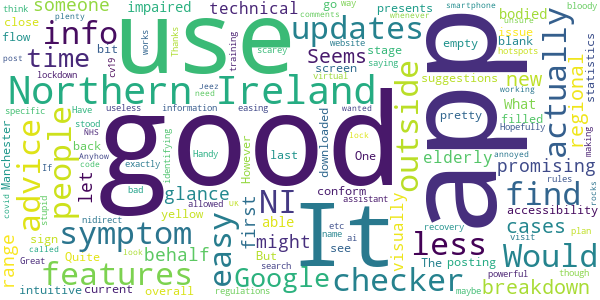 good
use
app
It
Northern Ireland
info
time
updates
Seems
outside
actually
find
Would
checker
Google
features
symptom
advice
people
easy
NI
less
breakdown
cases
promising
regional
new
elderly
glance
might
behalf
range
first
visually
let
someone
impaired
technical
bodied
blank
empty
pretty
filled
What
suggestions
presents
stage
screen
bit
flow
close
issue
accessibility
conform
downloaded
last
One
However
able
see
yellow
sign
back
Quite
intuitive
current
overall
The
posting
search
But
Manchester
specific
plenty
think
lockdown
cv19
works
Thanks
scarey
go
way
comments
website
saying
training
need
virtual
smartphone
whenever
bloody
unsure
hotspots
statistics
working
Hopefully
making
annoyed
rules
rocks
plan
though
maybe
powerful
visit
recovery
look
etc
name
ai
assistant
uk
lock
wanted
easing
information
useless
Jeez
post
Have
stood
NHS
Anyhow
code
exactly
identifying
Handy
bad
allowed
nidirect
called
Great
If
stupid
covid
regulations